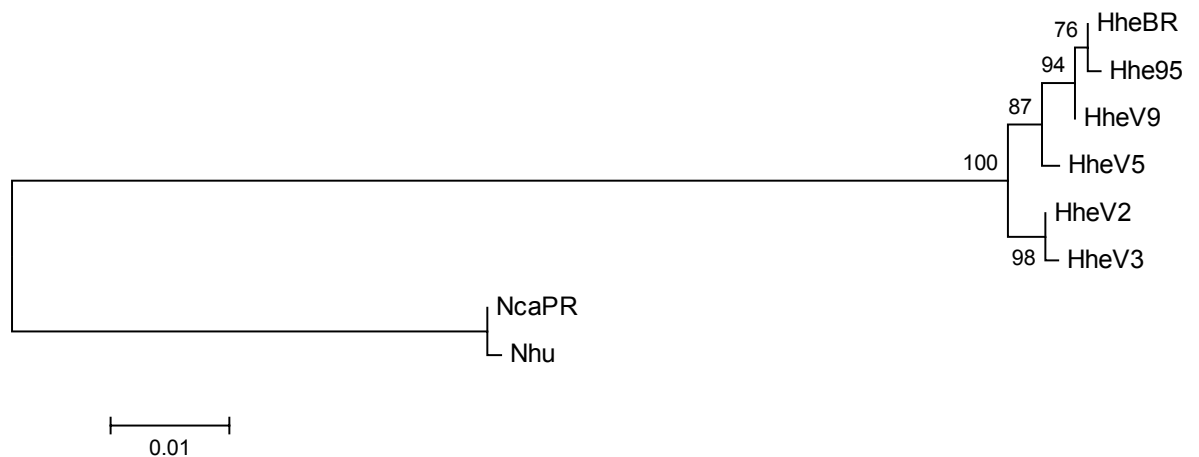 HheBR
76
Hhe95
94
HheV9
87
HheV5
100
HheV2
98
HheV3
NcaPR
Nhu
0.01